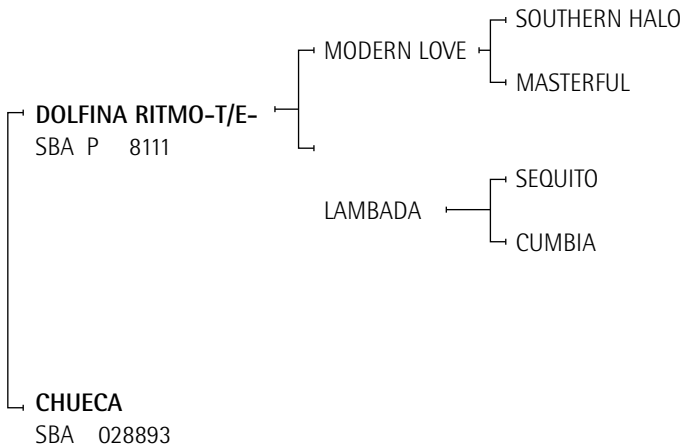 SOUTHERN HALO
MODERN LOVE
MASTERFUL
DOLFINA RITMO-T/E-
SBA P 8111
SEQUITO
LAMBADA
CUMBIA
CHUECA
SBA 028893